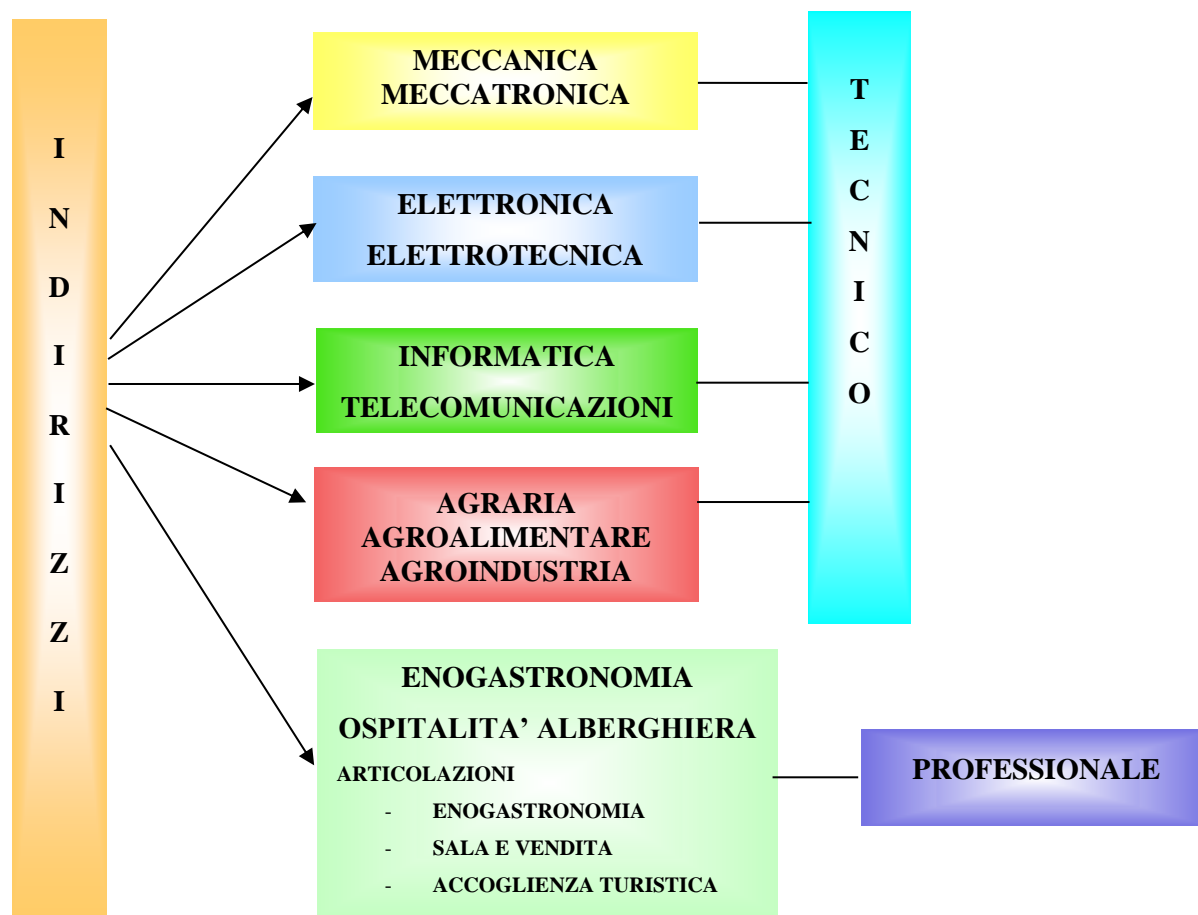 INDIRIZZI
MECCANICA
MECCATRONICA
ELETTRONICA
ELETTROTECNICA
INFORMATICA
TELECOMUNICAZIONI
AGRARIA
AGROALIMENTARE
AGROINDUSTRIA
TECNICO
ENOGASTRONOMIA
OSPITALITA’ ALBERGHIERA
ARTICOLAZIONI
- ENOGASTRONOMIA
- SALA E VENDITA
- ACCOGLIENZA TURISTICA
PROFESSIONALE